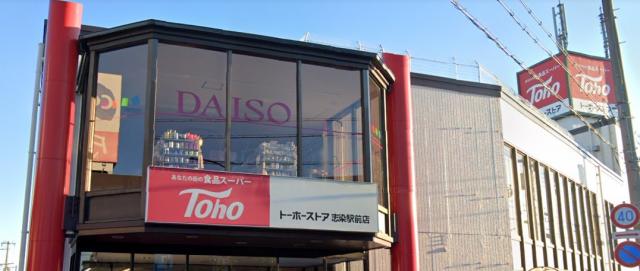 DAISO
あなたの街の食品スーパー
Toho
トーホーストア 志染駅前店
Toho
トーホーストア
Toho
40